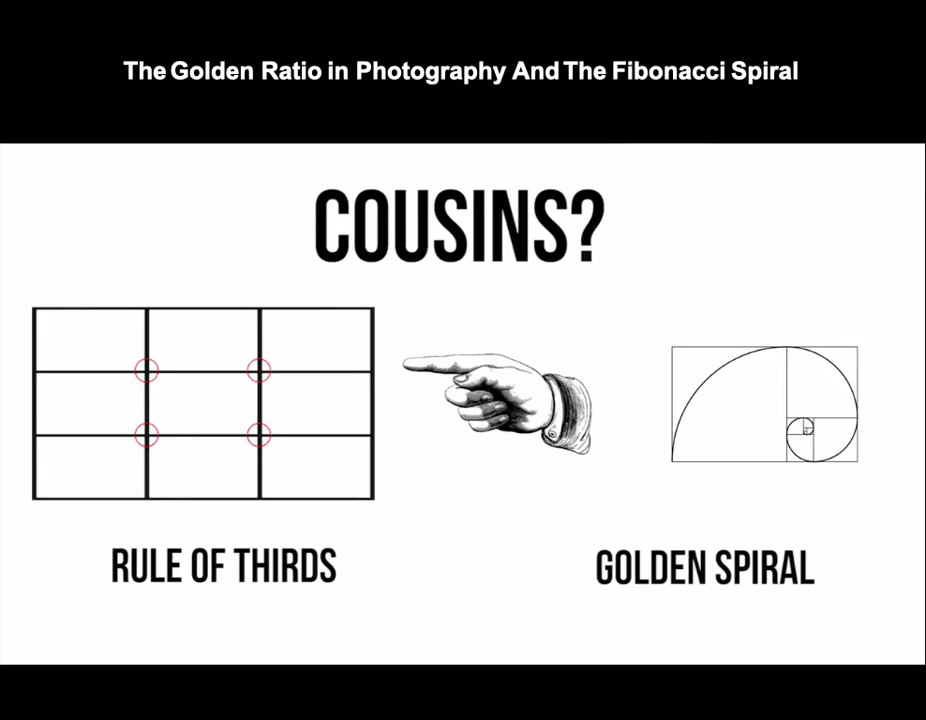 The Golden Ratio in Photography And The Fibonacci Spiral
COUSINS?
RULE OF THIRDS
GOLDEN SPIRAL